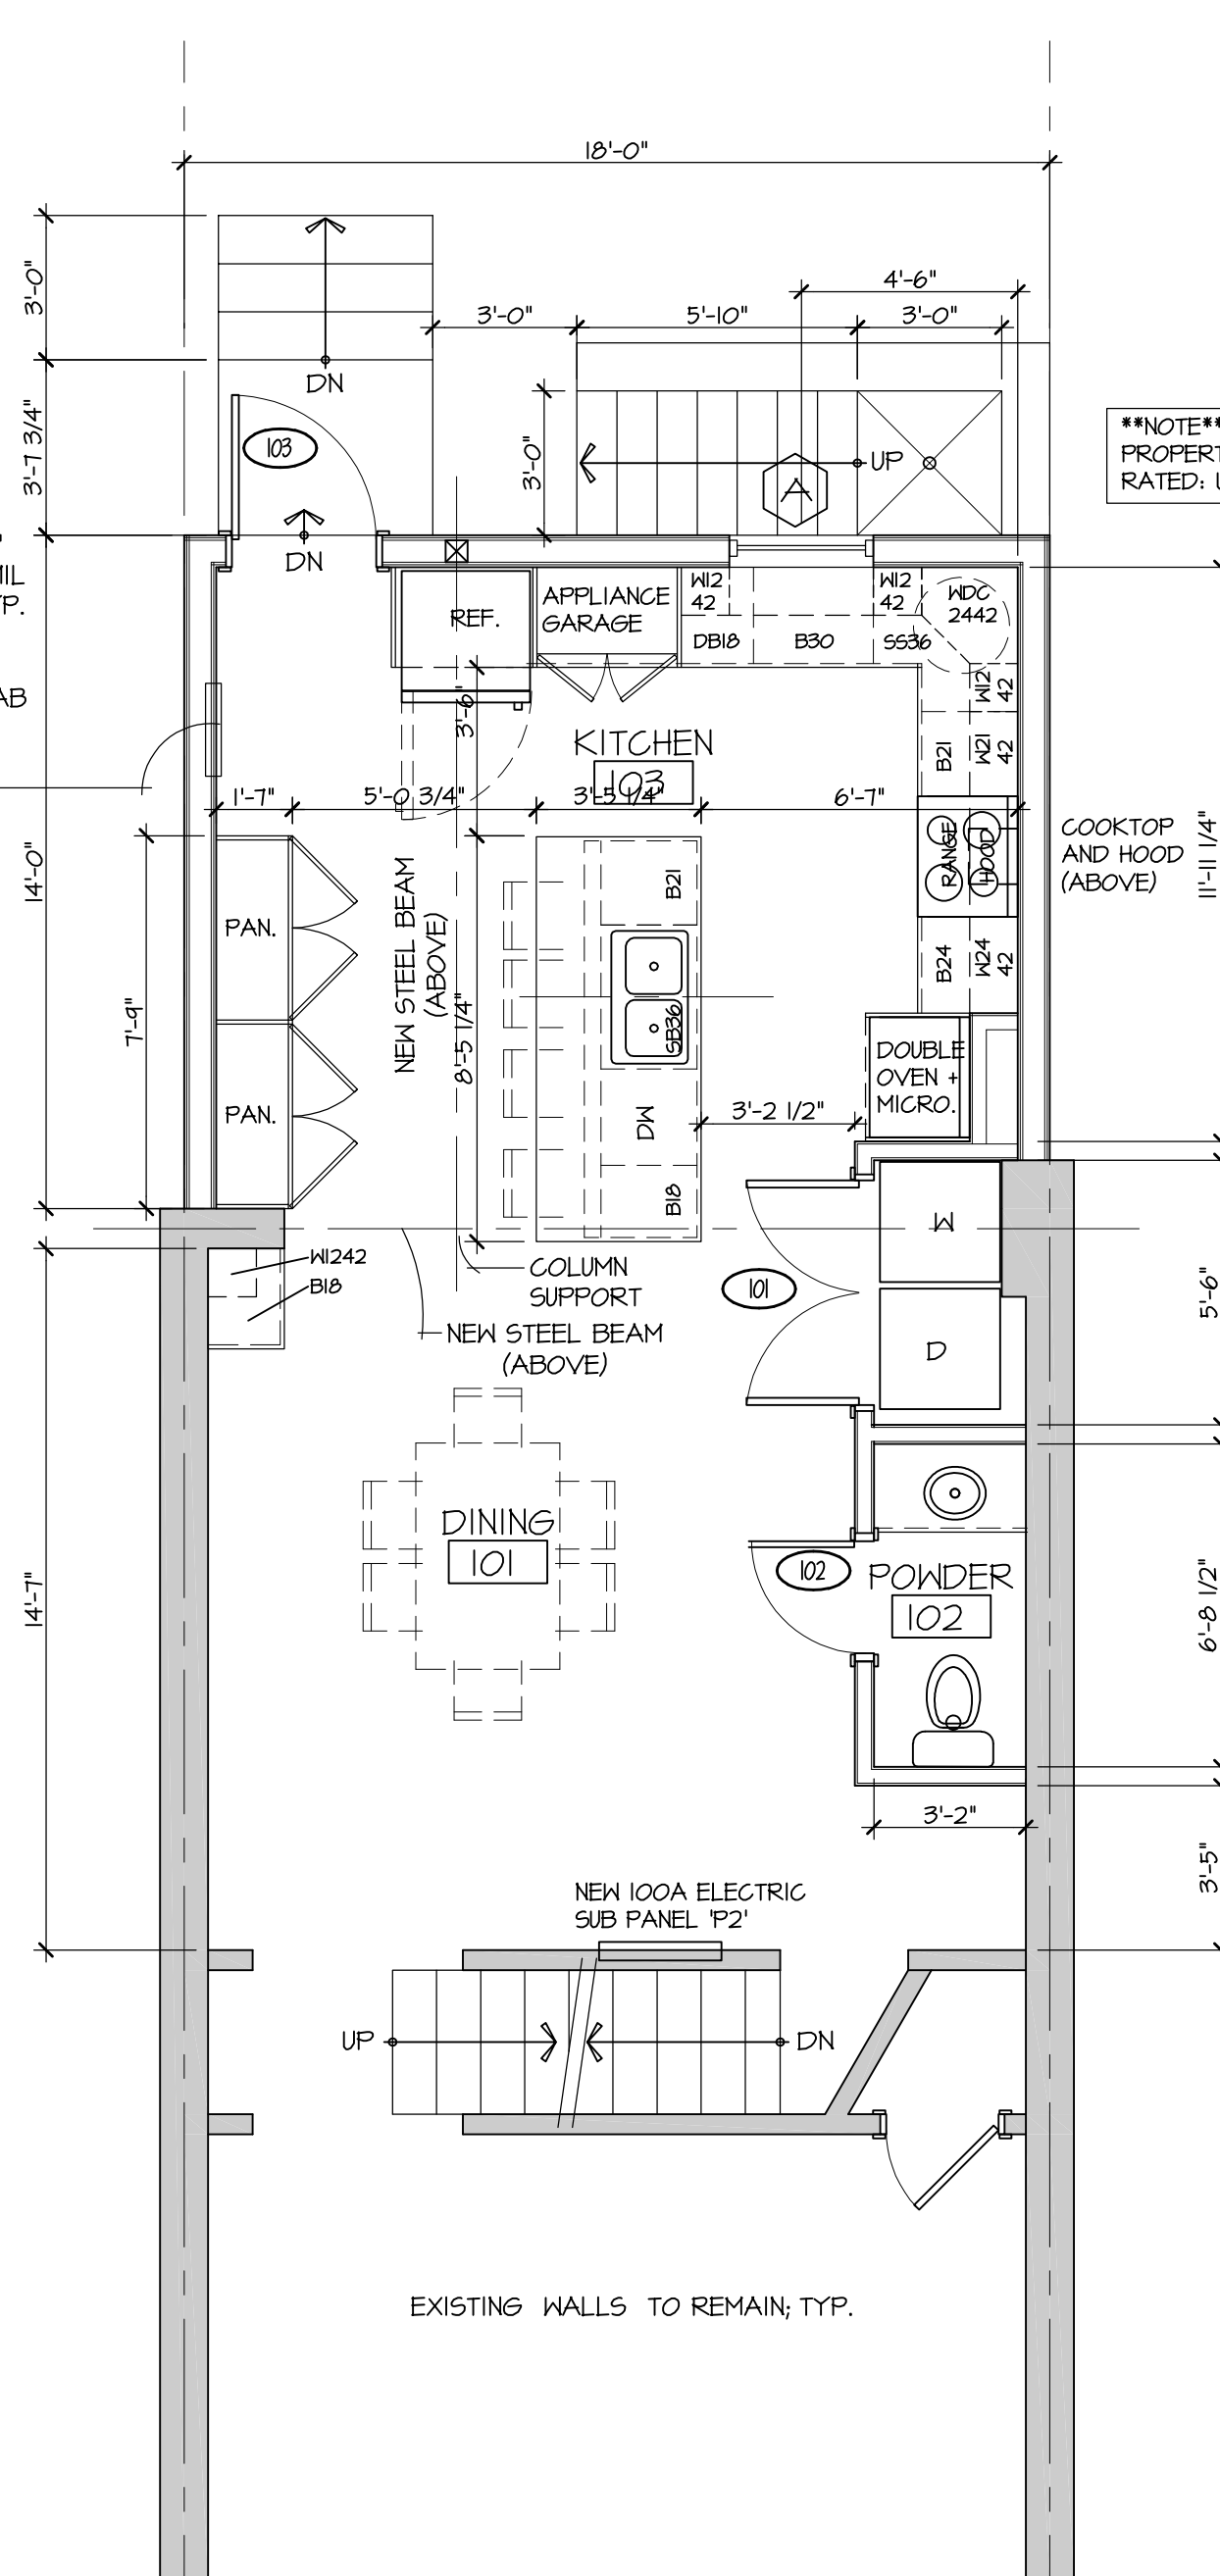 18'-0"
4'-6"
3'-0"
5'-10"
3'-0"
3'-0"
DN
3'-7 3/4"
103
3'-0"
UP
A
**NOTE**
PROPERT
RATED: U
DN
IL
P.
AB
REF.
APPLIANCE
GARAGE
W12
42
W12
42
WDC
2442
DB18
B30
SS36
W12
42
3'-6"
KITCHEN
103
B21
W21
42
1'-7"
5'-0 3/4"
3'-5 1/4"
6'-7"
RANGE
HOOD
COOKTOP
AND HOOD
(ABOVE)
11'-11 1/4"
14'-0"
PAN.
NEW STEEL BEAM
(ABOVE)
B21
B24
W24
42
7'-9"
8'-5 1/4"
SB36
DOUBLE
OVEN +
MICRO.
PAN.
DW
3'-2 1/2"
B18
W
W1242
B18
COLUMN
SUPPORT
101
5'-6"
NEW STEEL BEAM
(ABOVE)
D
DINING
101
102
POWDER
102
14'-7"
6'-8 1/2"
3'-2"
3'-5"
NEW 100A ELECTRIC
SUB PANEL 'P2'
UP
DN
EXISTING WALLS TO REMAIN; TYP.